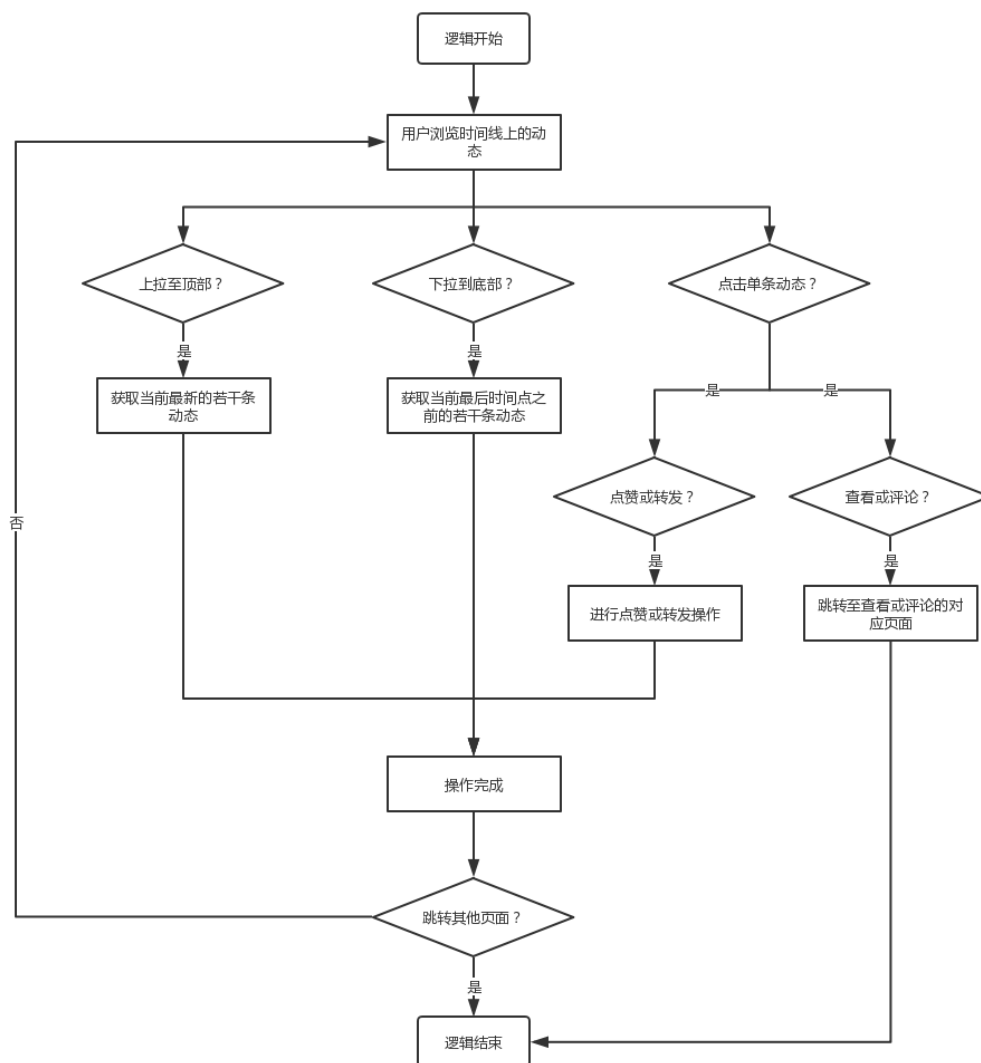 逻辑开始
用户浏览时间线上的动
态
上拉至顶部？
下拉到底部？
点击单条动态？
是
是
获取当前最新的若干条
动态
获取当前最后时间点之
前的若干条动态
是
是
点赞或转发？
查看或评论？
否
是
是
进行点赞或转发操作
跳转至查看或评论的对
应页面
操作完成
跳转其他页面？
是
逻辑结束